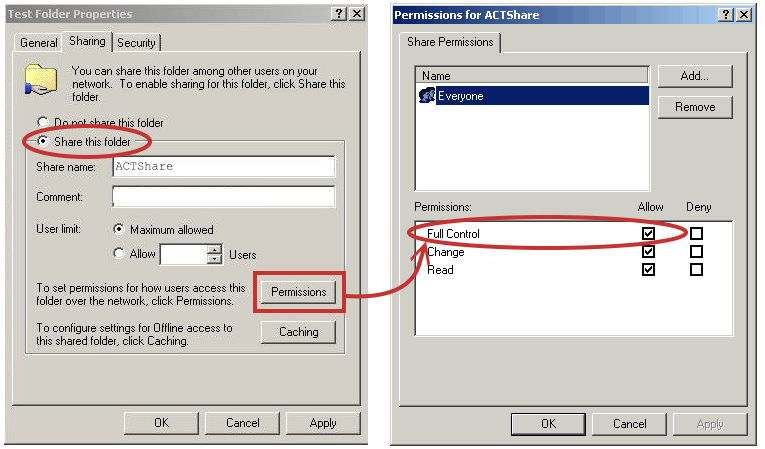 Test Folder Properties
General Sharing Security
You can share this folder among other users on your
network. To enable sharing for this folder, click Share this
folder.
Do not share this folder
Share this folder
Share name: ACTShare
Comment:
User limit: Maximum allowed
Allow Users
To set permissions for how users access this
folder over the network, click Permissions.
Permissions
To configure settings for Offline access to
this shared folder, click Caching.
Caching
OK Cancel Apply
Permissions for ACTShare
Share Permissions
Name
Everyone
Add...
Remove
Permissions: Allow Deny
Full Control
Change
Read
OK Cancel Apply